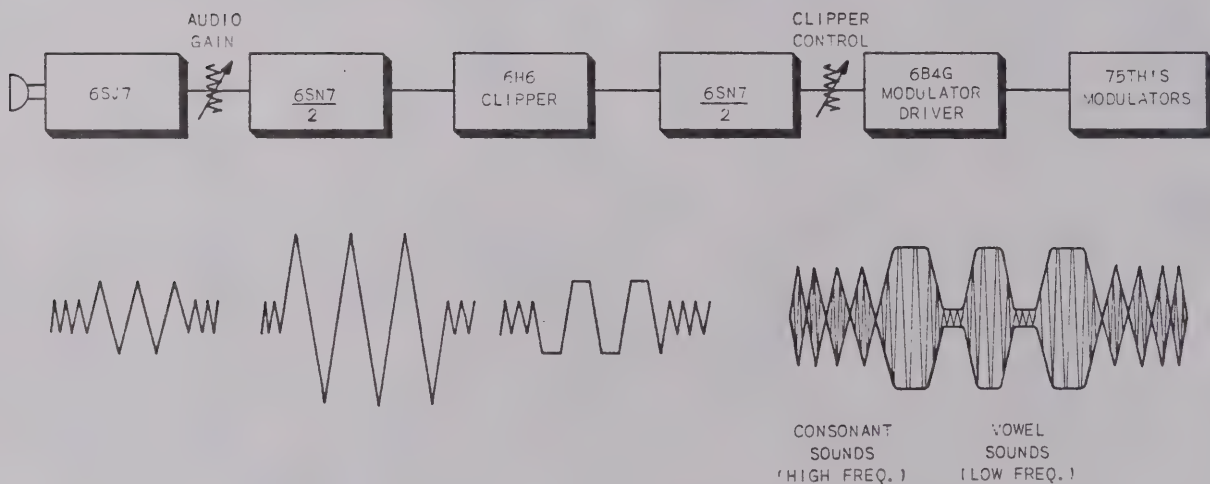 AUDIO
GAIN
CLIPPER
CONTROL
6SJ7
6SN7
2
6H6
CLIPPER
6SN7
2
6B4G
MODULATOR
DRIVER
75TH'S
MODULATORS
CONSONANT
SOUNDS
(HIGH FREQ.)
VOWEL
SOUNDS
(LOW FREQ.)